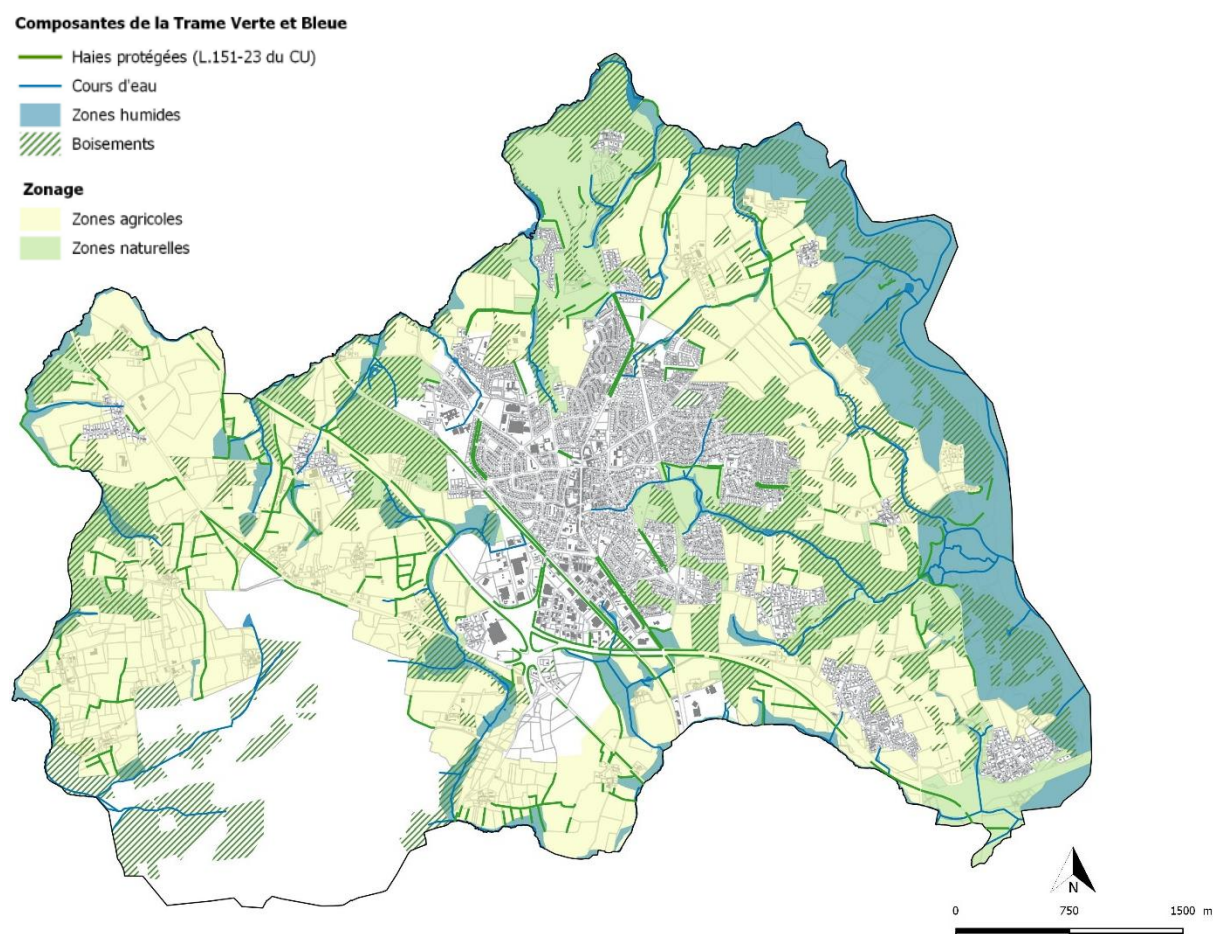 Composantes de la Trame Verte et Bleue
Haies protégées (L.151-23 du CU)
Cours d'eau
Zones humides
Boisements
Zonage
Zones agricoles
Zones naturelles
N
0 750 1500 m